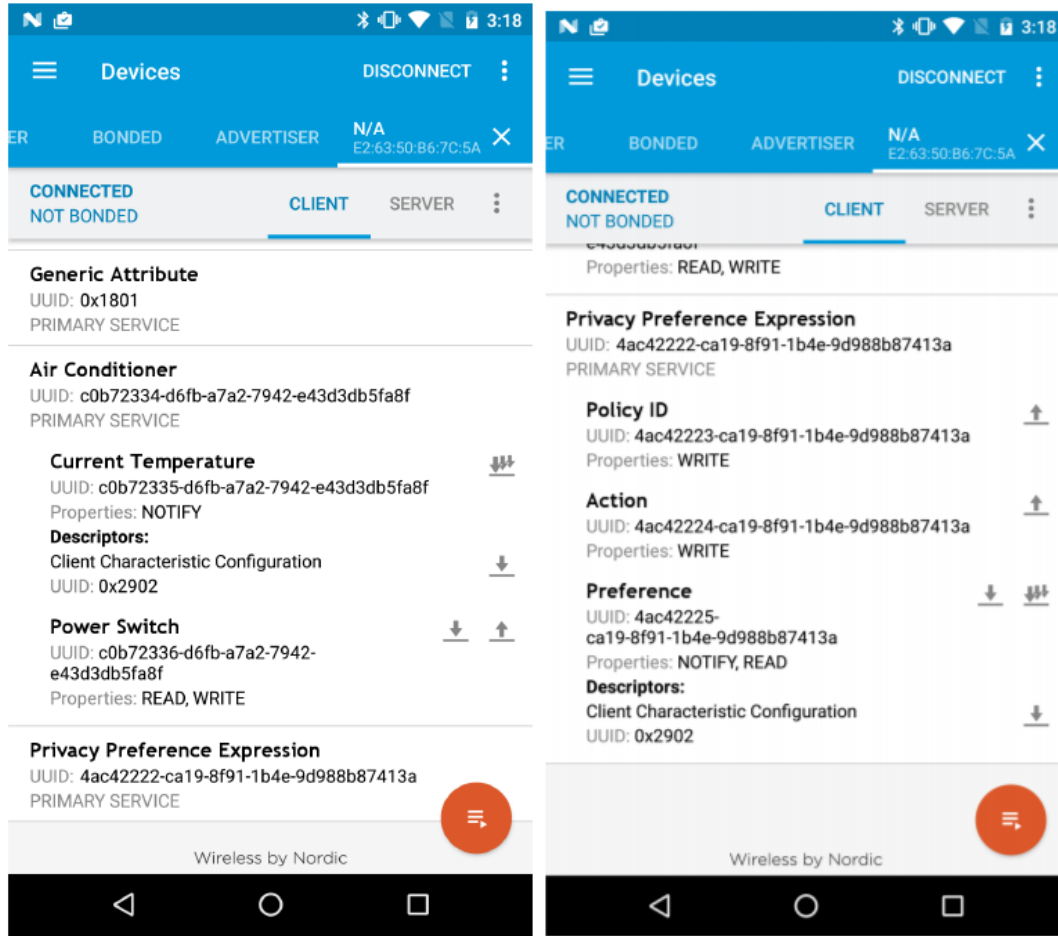 3:18
Devices
DISCONNECT
ER BONDED ADVERTISER N/A
E2:63:50:B6:7C:5A
CONNECTED
NOT BONDED
CLIENT SERVER
Generic Attribute
UUID: 0x1801
PRIMARY SERVICE
Air Conditioner
UUID: c0b72334-d6fb-a7a2-7942-e43d3db5fa8f
PRIMARY SERVICE
Current Temperature
UUID: c0b72335-d6fb-a7a2-7942-e43d3db5fa8f
Properties: NOTIFY
Descriptors:
Client Characteristic Configuration
UUID: 0x2902
Power Switch
UUID: c0b72336-d6fb-a7a2-7942-
e43d3db5fa8f
Properties: READ, WRITE
Privacy Preference Expression
UUID: 4ac42222-ca19-8f91-1b4e-9d988b87413a
PRIMARY SERVICE
Wireless by Nordic
3:18
Devices
DISCONNECT
ER BONDED ADVERTISER N/A
E2:63:50:B6:7C:5A
CONNECTED
NOT BONDED
CLIENT SERVER
e43d3db5fa8f
Properties: READ, WRITE
Privacy Preference Expression
UUID: 4ac42222-ca19-8f91-1b4e-9d988b87413a
PRIMARY SERVICE
Policy ID
UUID: 4ac42223-ca19-8f91-1b4e-9d988b87413a
Properties: WRITE
Action
UUID: 4ac42224-ca19-8f91-1b4e-9d988b87413a
Properties: WRITE
Preference
UUID: 4ac42225-
ca19-8f91-1b4e-9d988b87413a
Properties: NOTIFY, READ
Descriptors:
Client Characteristic Configuration
UUID: 0x2902
Wireless by Nordic